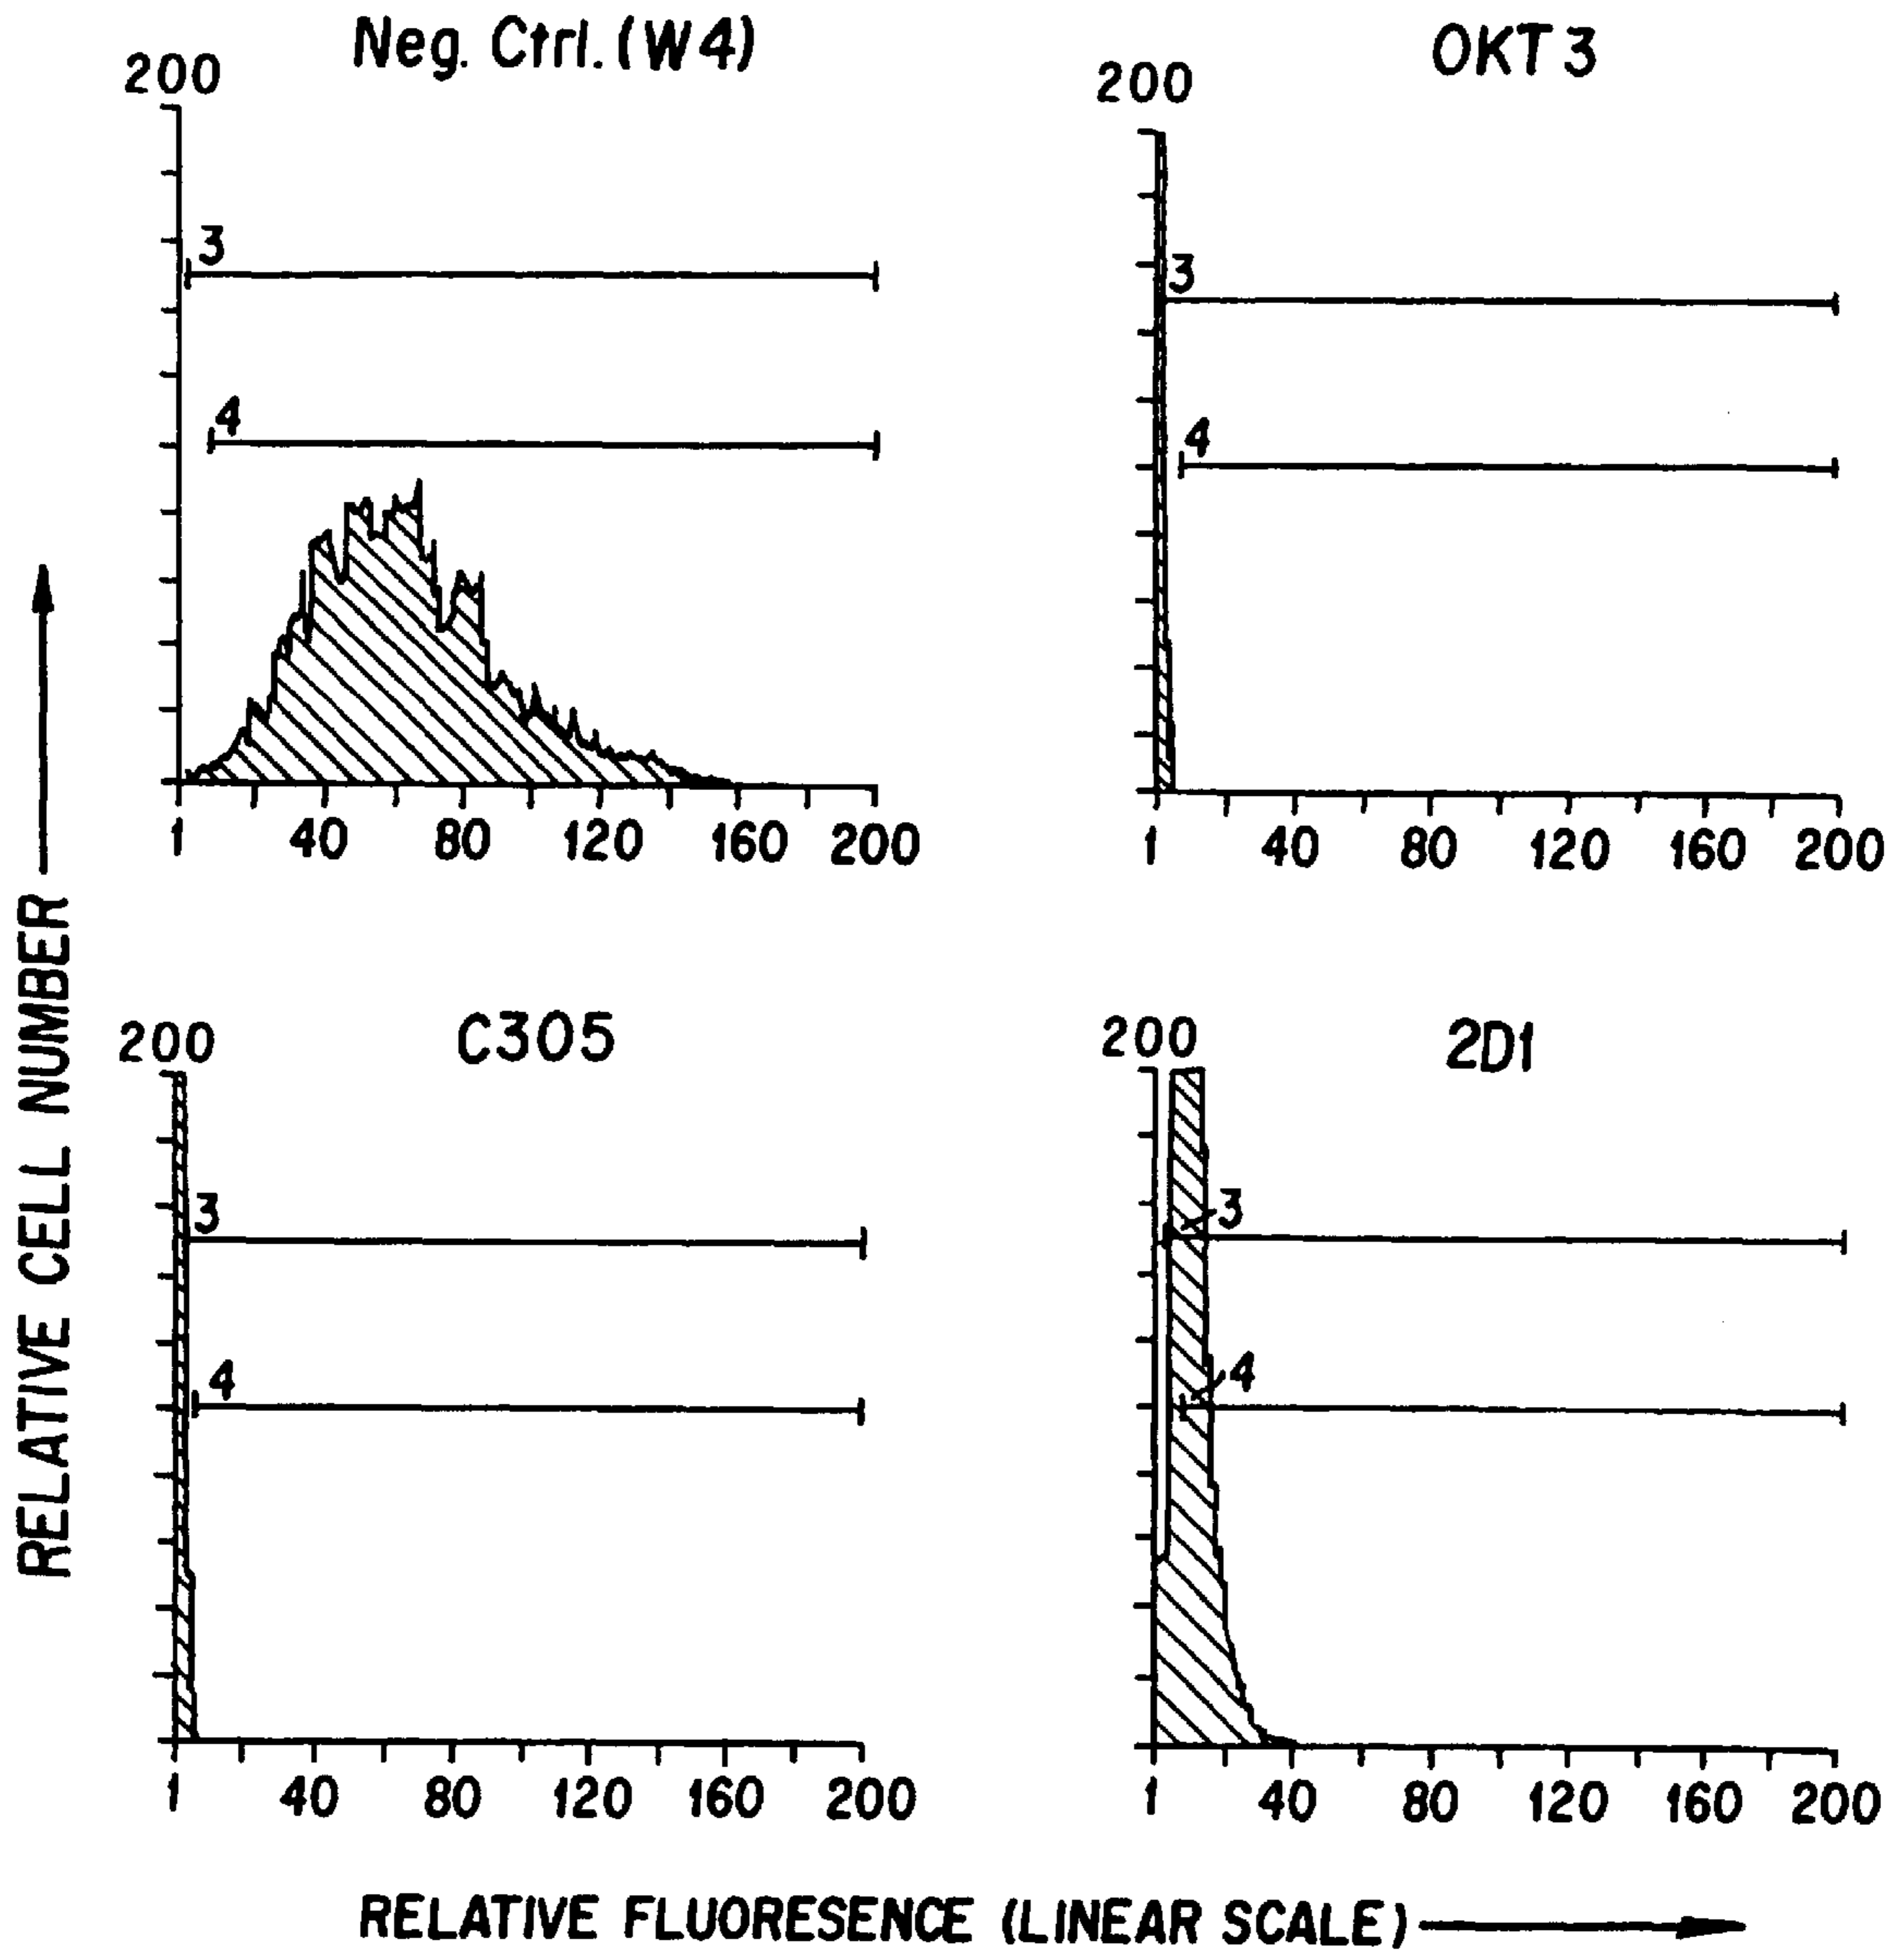 Neg. Ctrl. (W4)
200
3
4
1 40 80 120 160 200
OKT3
200
3
4
1 40 80 120 160 200
C305
200
3
4
1 40 80 120 160 200
2D1
200
3
4
1 40 80 120 160 200
RELATIVE CELL NUMBER
RELATIVE FLUORESENCE (LINEAR SCALE)